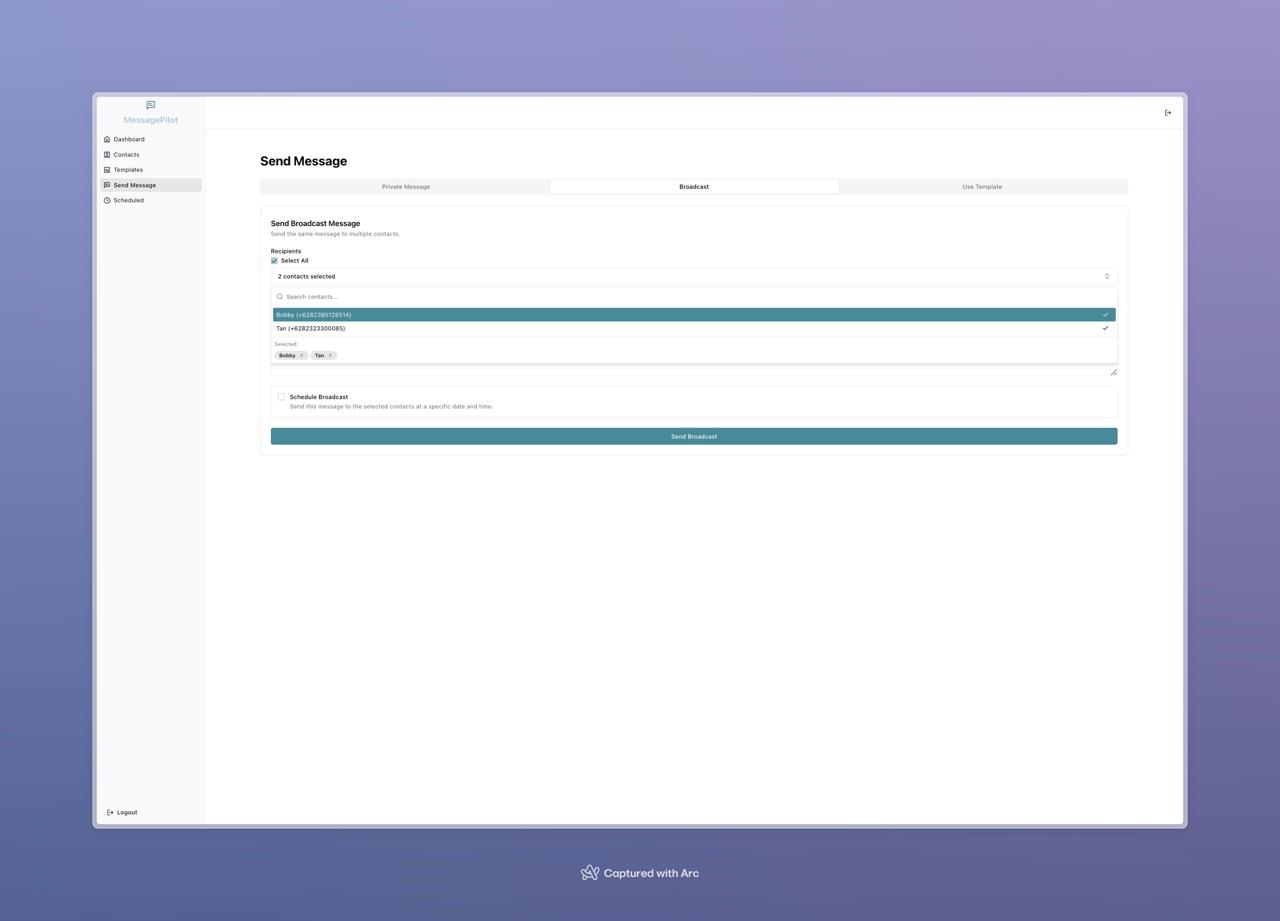 MessagePilot
Dashboard
Contacts
Templates
Send Message
Scheduled
Logout
Send Message
Private Message
Broadcast
Use Template
Send Broadcast Message
Send the same message to multiple contacts.
Recipients
Select All
2 contacts selected
Search contacts...
Bobby (+6282385128514)
Tan (+6282323300085)
Selected:
Bobby ×
Tan ×
Schedule Broadcast
Send this message to the selected contacts at a specific date and time.
Send Broadcast
Captured with Arc